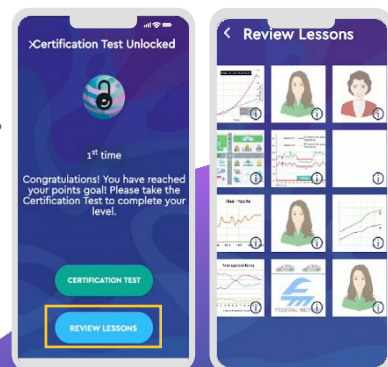 Certification Test Unlocked
1st time
Congratulations! You have reached
your points goal! Please take the
Certification Test to complete your
level.
CERTIFICATION TEST
REVIEW LESSONS
Review Lessons